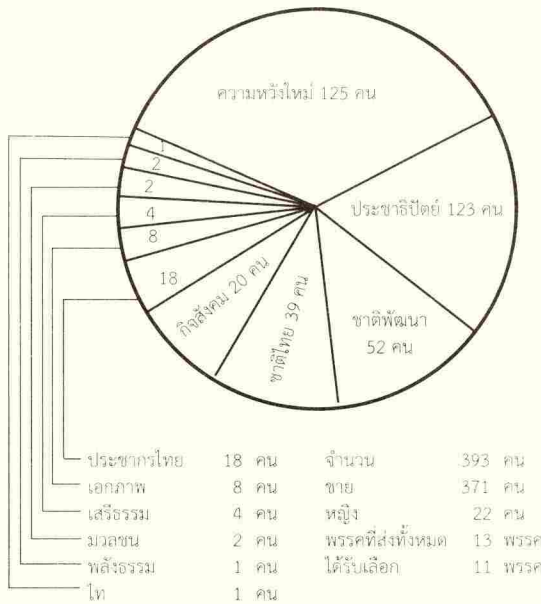 ความหวังใหม่ 125 คน
ประชาธิปัตย์ 123 คน
ชาติพัฒนา
52 คน
ชาติไทย 39 คน
กิจสังคม 20 คน
18
8
4
2
2
1
ประชากรไทย 18 คน
เอกภาพ 8 คน
เสรีธรรม 4 คน
มวลชน 2 คน
พลังธรรม 1 คน
ไท 1 คน
จำนวน 393 คน
ชาย 371 คน
หญิง 22 คน
พรรคที่ส่งทั้งหมด 13 พรรค
ได้รับเลือก 11 พรรค